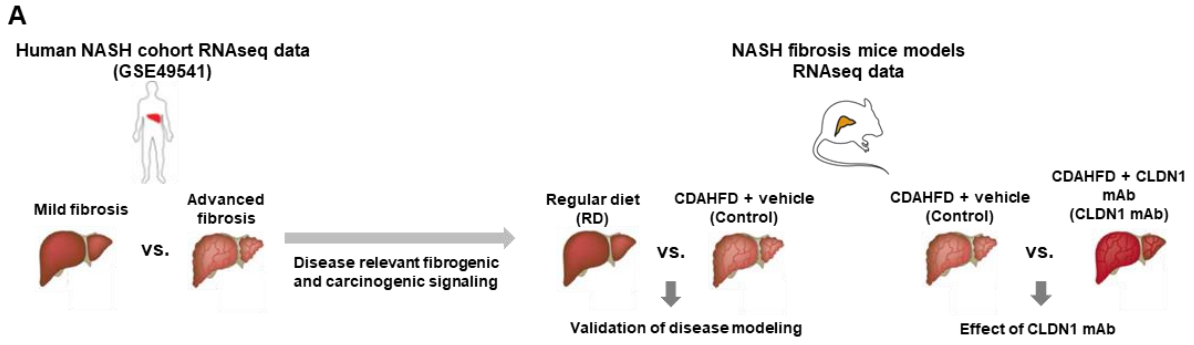 A
Human NASH cohort RNAseq data
(GSE49541)
NASH fibrosis mice models
RNAseq data
Mild fibrosis
vs.
Advanced
fibrosis
Disease relevant fibrogenic
and carcinogenic signaling
Regular diet
(RD)
vs.
CDAHFD + vehicle
(Control)
Validation of disease modeling
CDAHFD + vehicle
(Control)
vs.
CDAHFD + CLDN1
mAb
(CLDN1 mAb)
Effect of CLDN1 mAb